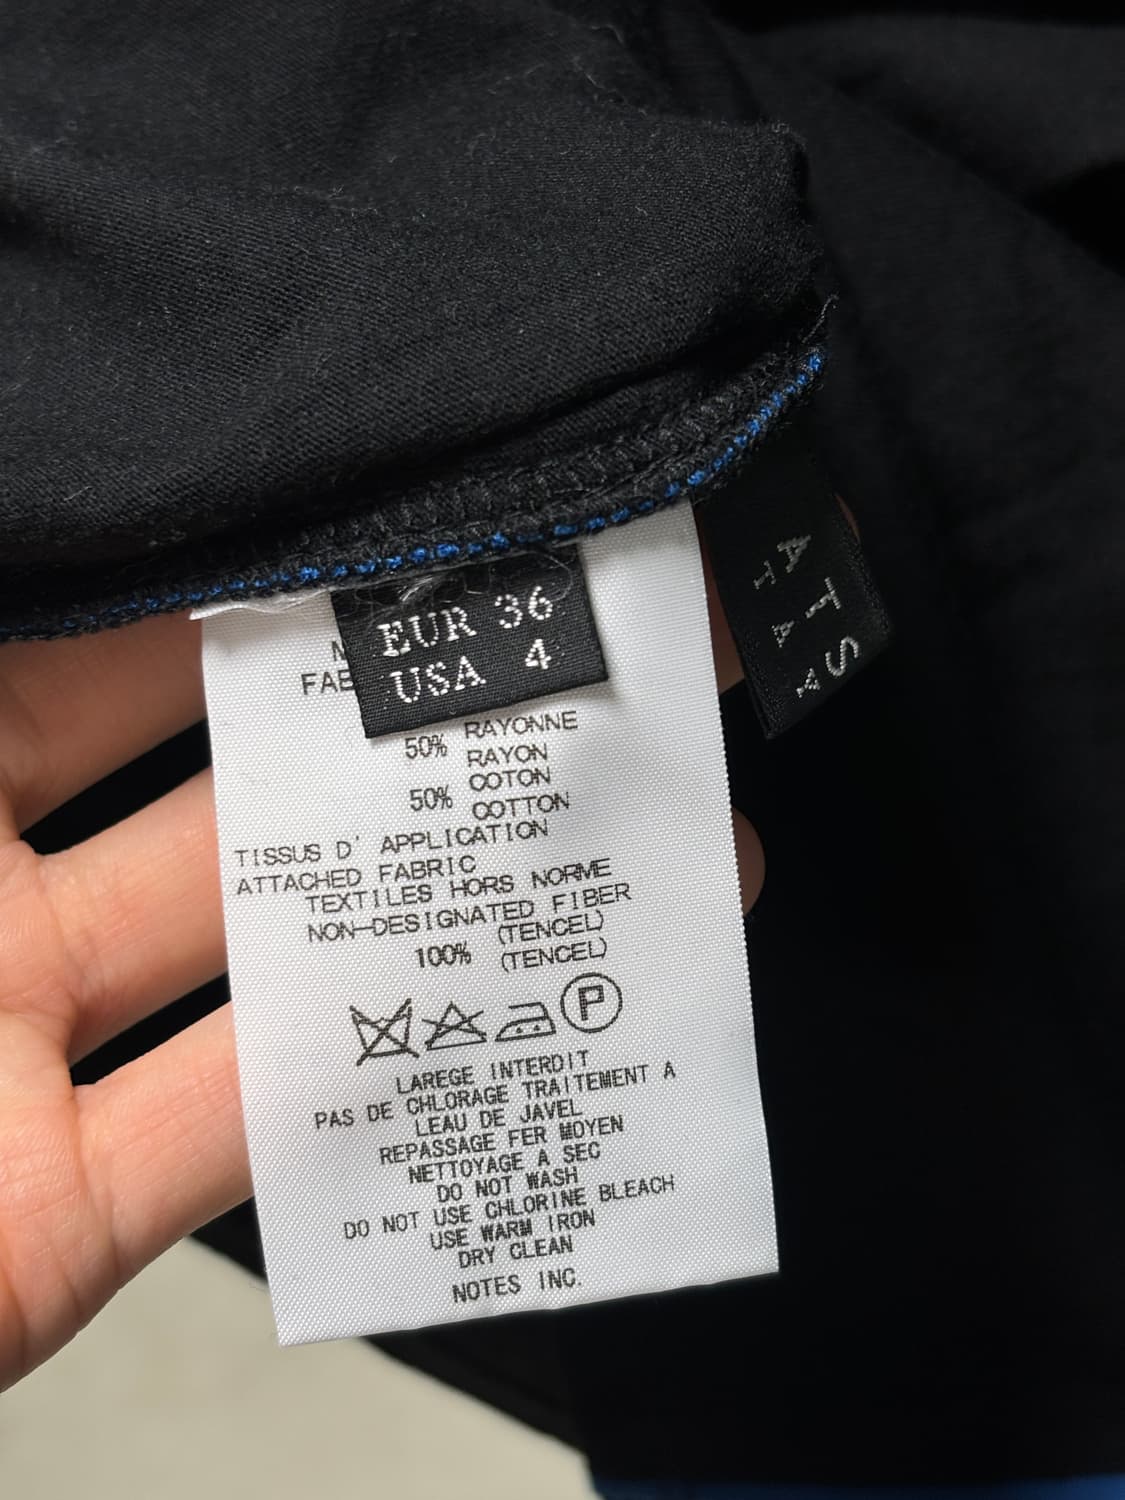 EUR 36
USA 4
FAB
50% RAYONNE
RAYON
50% COTON
COTTON
TISSUS D' APPLICATION
ATTACHED FABRIC
TEXTILES HORS NORME
NON-DESIGNATED FIBER
(TENCEL)
100% (TENCEL)
P
LAREGE INTERDIT
PAS DE CHLORAGE TRAITEMENT A
LEAU DE JAVEL
REPASSAGE FER MOYEN
NETTOYAGE A SEC
DO NOT WASH
DO NOT USE CHLORINE BLEACH
USE WARM IRON
DRY CLEAN
NOTES INC.